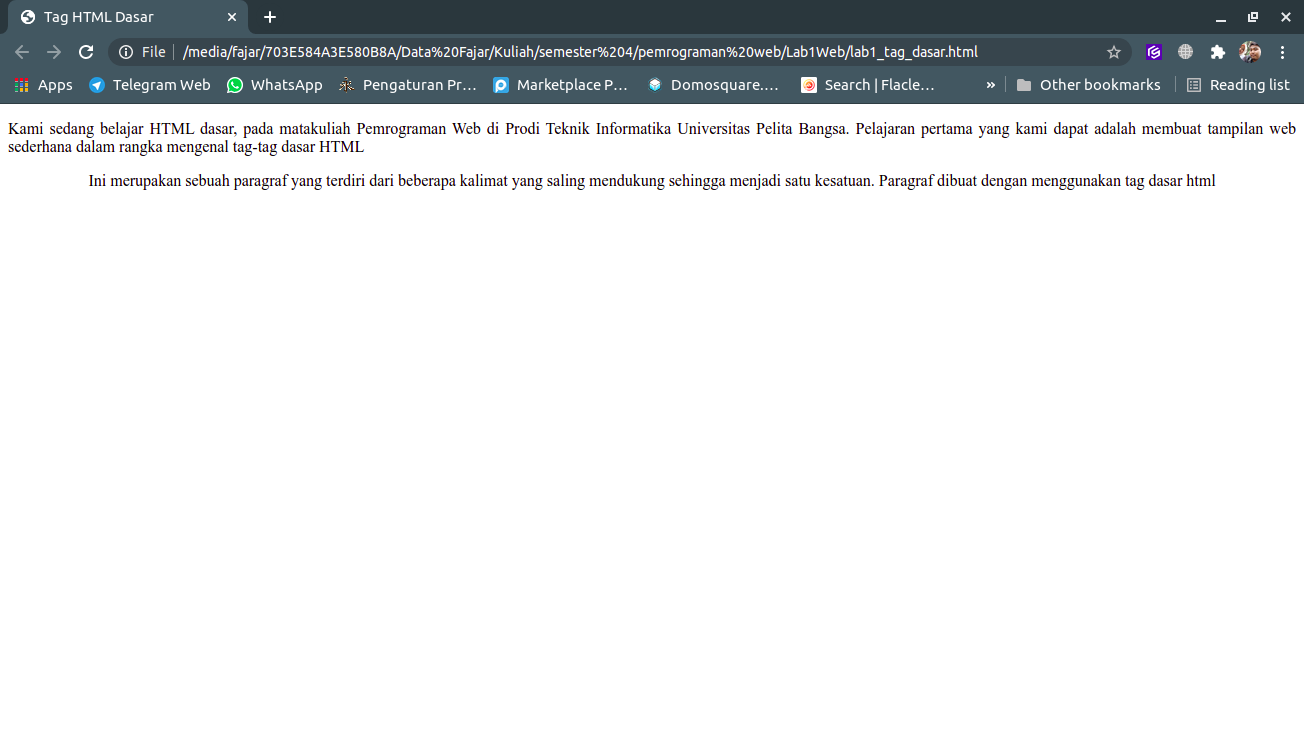 Tag HTML Dasar
File
/media/fajar/703E584A3E580B8A/Data%20Fajar/Kuliah/semester%204/pemrograman%20web/Lab1Web/lab1_tag_dasar.html
Apps Telegram Web WhatsApp Pengaturan Pr... Marketplace P... Domosquare.... Search | Flacle... » Other bookmarks Reading list
Kami sedang belajar HTML dasar, pada matakuliah Pemrograman Web di Prodi Teknik Informatika Universitas Pelita Bangsa. Pelajaran pertama yang kami dapat adalah membuat tampilan web
sederhana dalam rangka mengenal tag-tag dasar HTML
Ini merupakan sebuah paragraf yang terdiri dari beberapa kalimat yang saling mendukung sehingga menjadi satu kesatuan. Paragraf dibuat dengan menggunakan tag dasar html